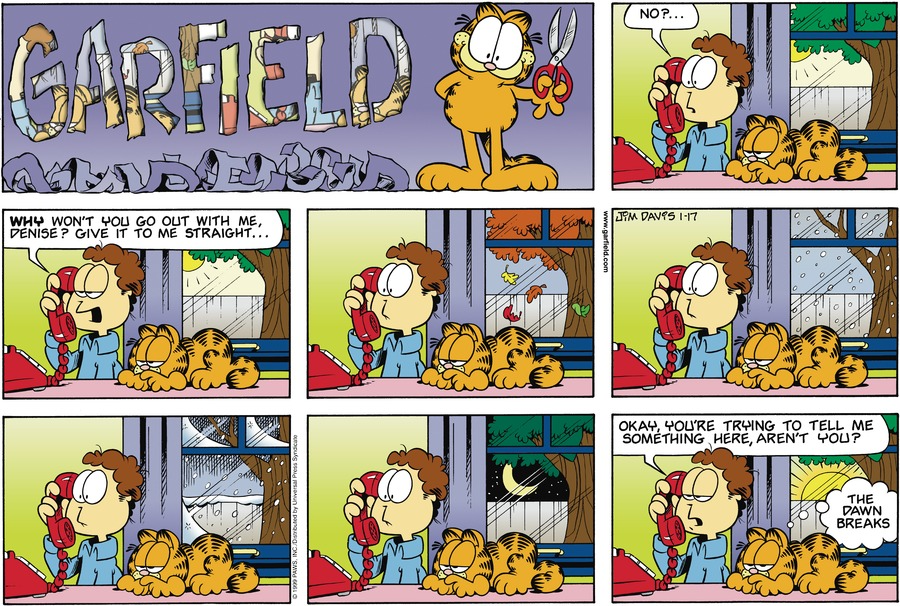 GARFIELD
NO?...
WHY WON'T YOU GO OUT WITH ME,
DENISE? GIVE IT TO ME STRAIGHT...
www.garfield.com
JIM DAVIS 1-17
© 1999 PAWS, INC./Distributed by Universal Press Syndicate
OKAY, YOU'RE TRYING TO TELL ME
SOMETHING HERE, AREN'T YOU?
THE
DAWN
BREAKS